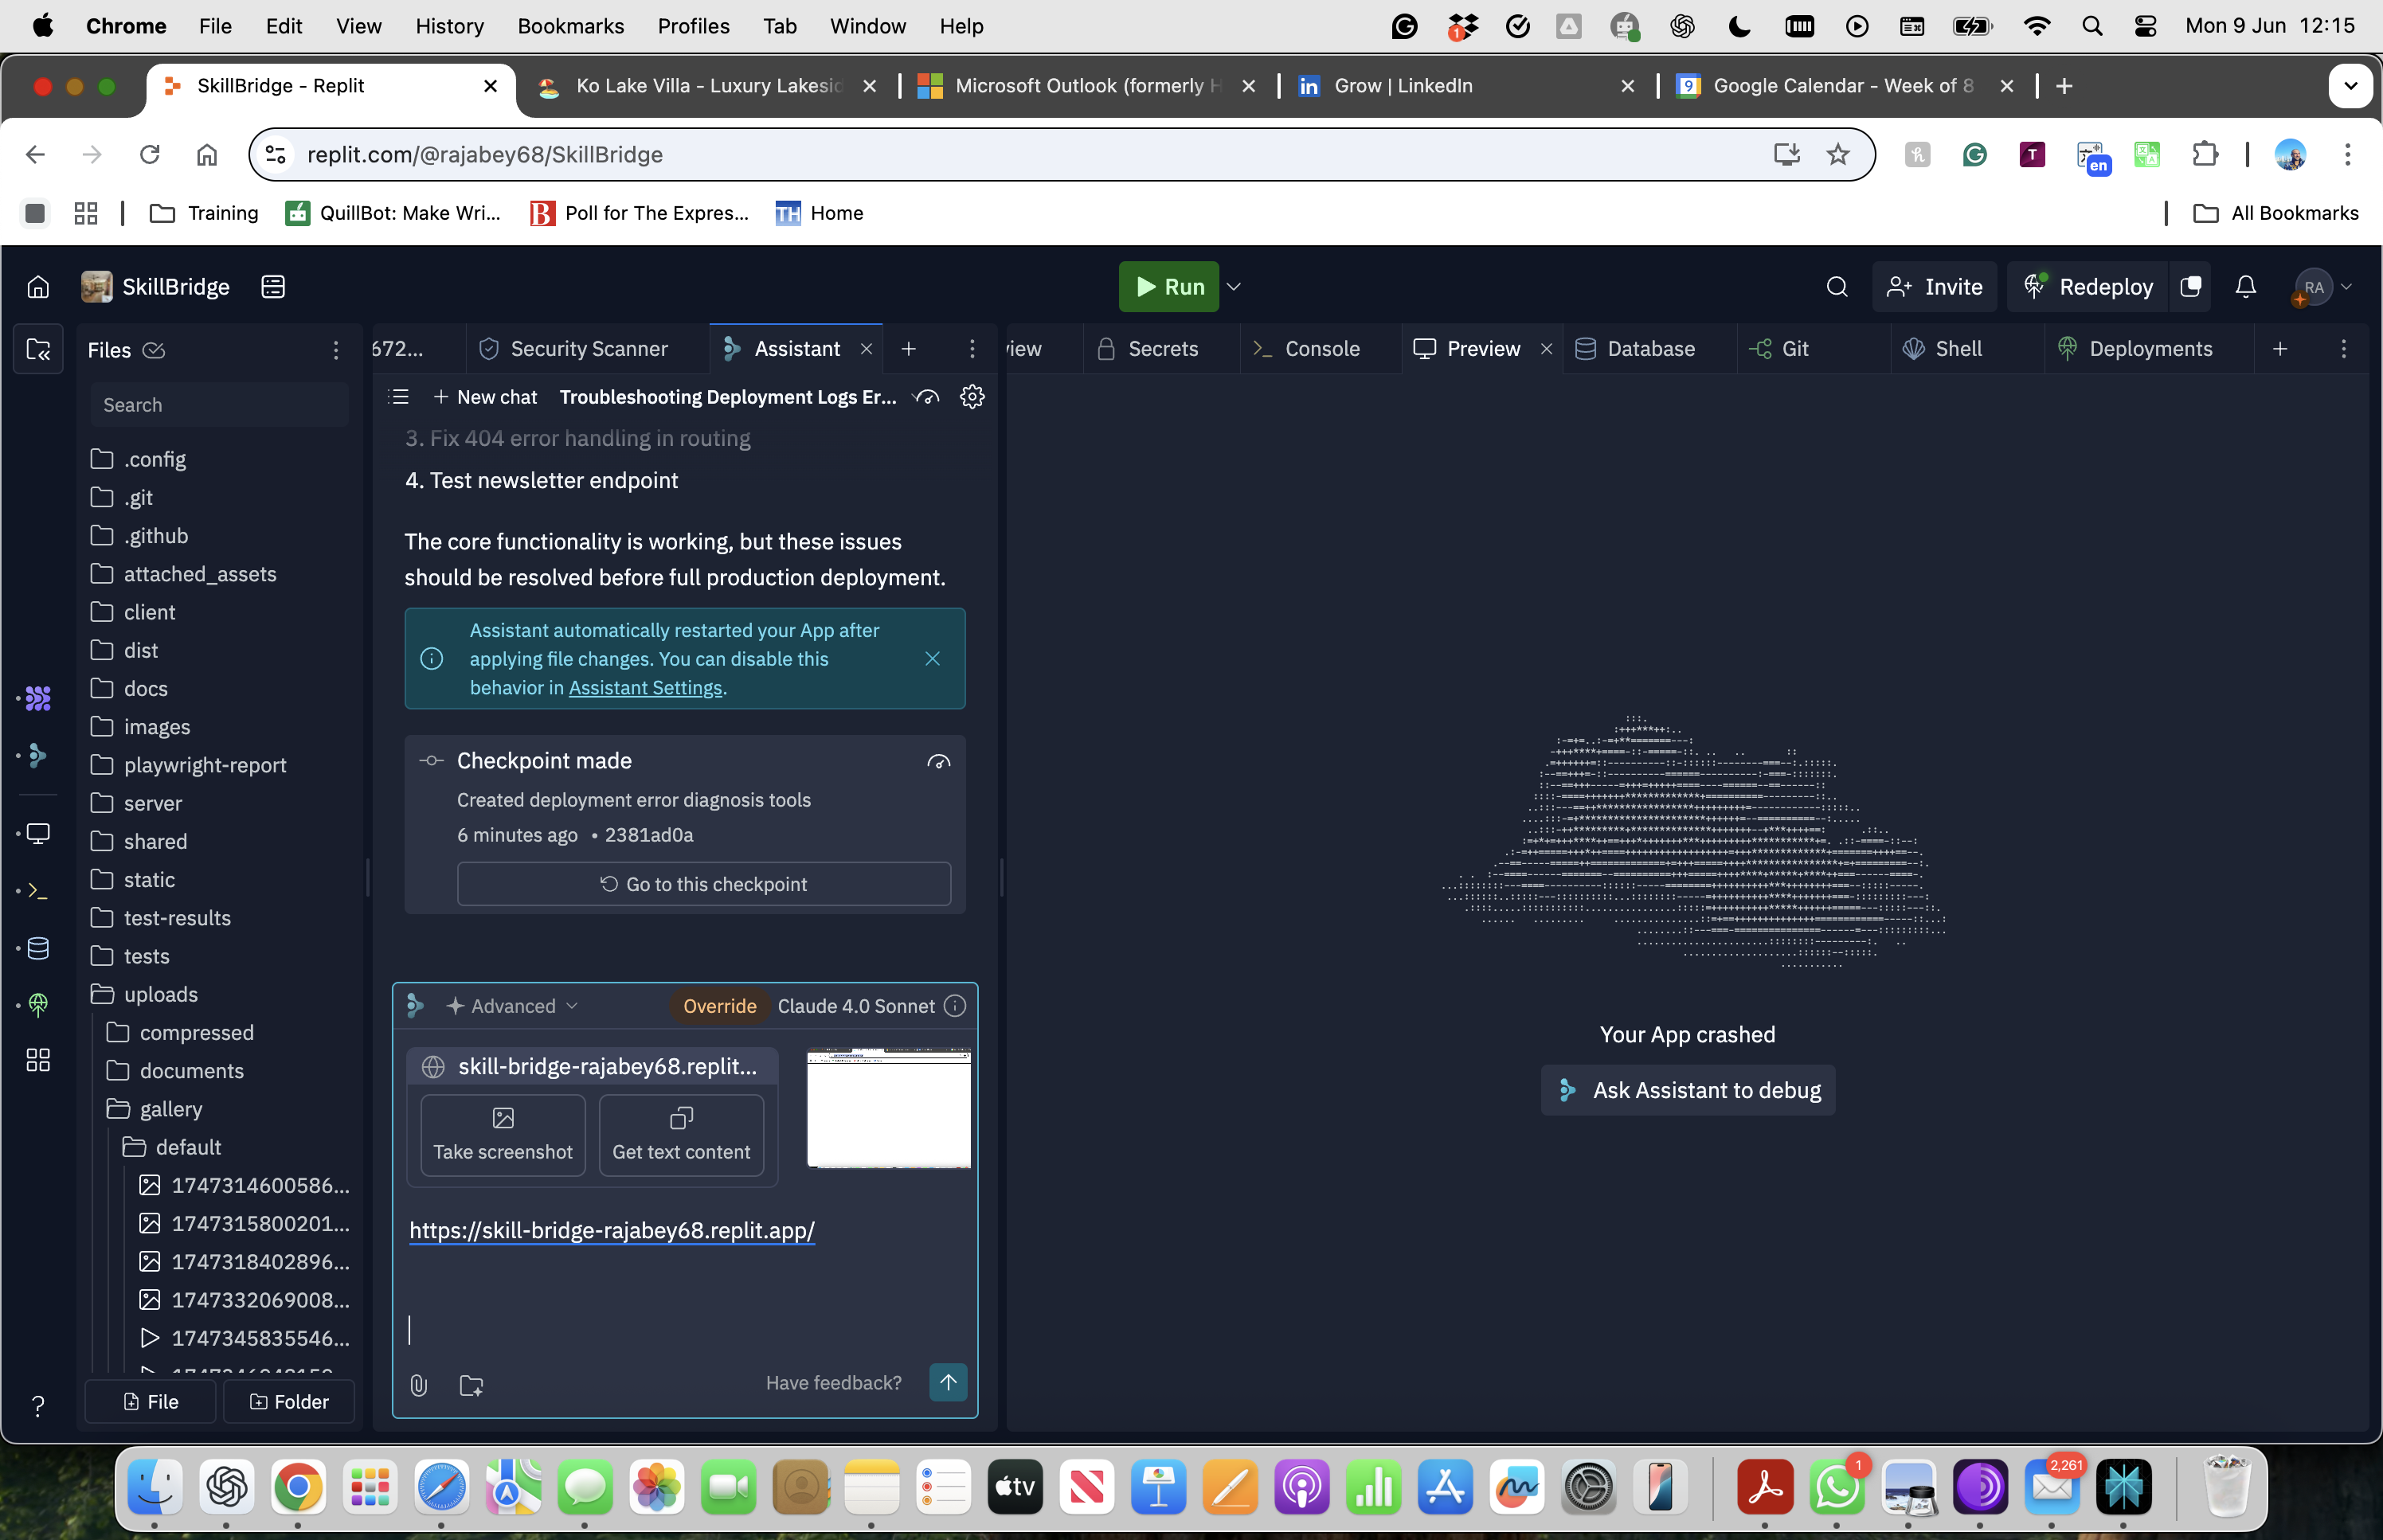 Chrome File Edit View History Bookmarks Profiles Tab Window Help
1
Mon 9 Jun 12:15
SkillBridge - Replit
Ko Lake Villa - Luxury Lakesid
Microsoft Outlook (formerly H
Grow | LinkedIn
9
Google Calendar - Week of 8
replit.com/@rajabey68/SkillBridge
T
en
Training
QuillBot: Make Wri...
B Poll for The Expres...
TH Home
All Bookmarks
SkillBridge
Run
Invite
Redeploy
RA
Files
672...
Security Scanner
Assistant
view
Secrets
Console
Preview
Database
Git
Shell
Deployments
Search
New chat
Troubleshooting Deployment Logs Er...
.config
.git
.github
attached_assets
client
dist
docs
images
playwright-report
server
shared
static
test-results
tests
uploads
compressed
documents
gallery
default
1747314600586...
1747315800201...
1747318402896...
1747332069008...
1747345835546...
File
Folder
3. Fix 404 error handling in routing
4. Test newsletter endpoint
The core functionality is working, but these issues
should be resolved before full production deployment.
Assistant automatically restarted your App after
applying file changes. You can disable this
behavior in Assistant Settings.
Checkpoint made
Created deployment error diagnosis tools
6 minutes ago • 2381ad0a
Go to this checkpoint
Advanced
Override
Claude 4.0 Sonnet
skill-bridge-rajabey68.replit...
Take screenshot
Get text content
https://skill-bridge-rajabey68.replit.app/
Have feedback?
Your App crashed
Ask Assistant to debug
?
tv
1
2,261